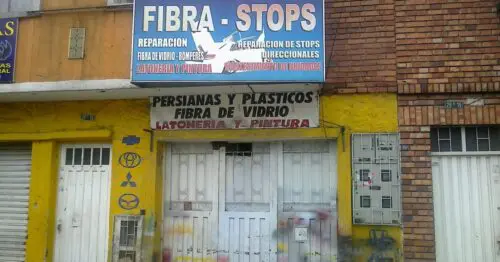 FIBRA - STOPS
REPARACION
FIBRA DE VIDRIO - BOMPERES
LATONERIA Y PINTURA
REPARACION DE STOPS
DIRECCIONALES
PERSIANAS Y PLASTICOS
FIBRA DE VIDRIO
LATONERIA Y PINTURA